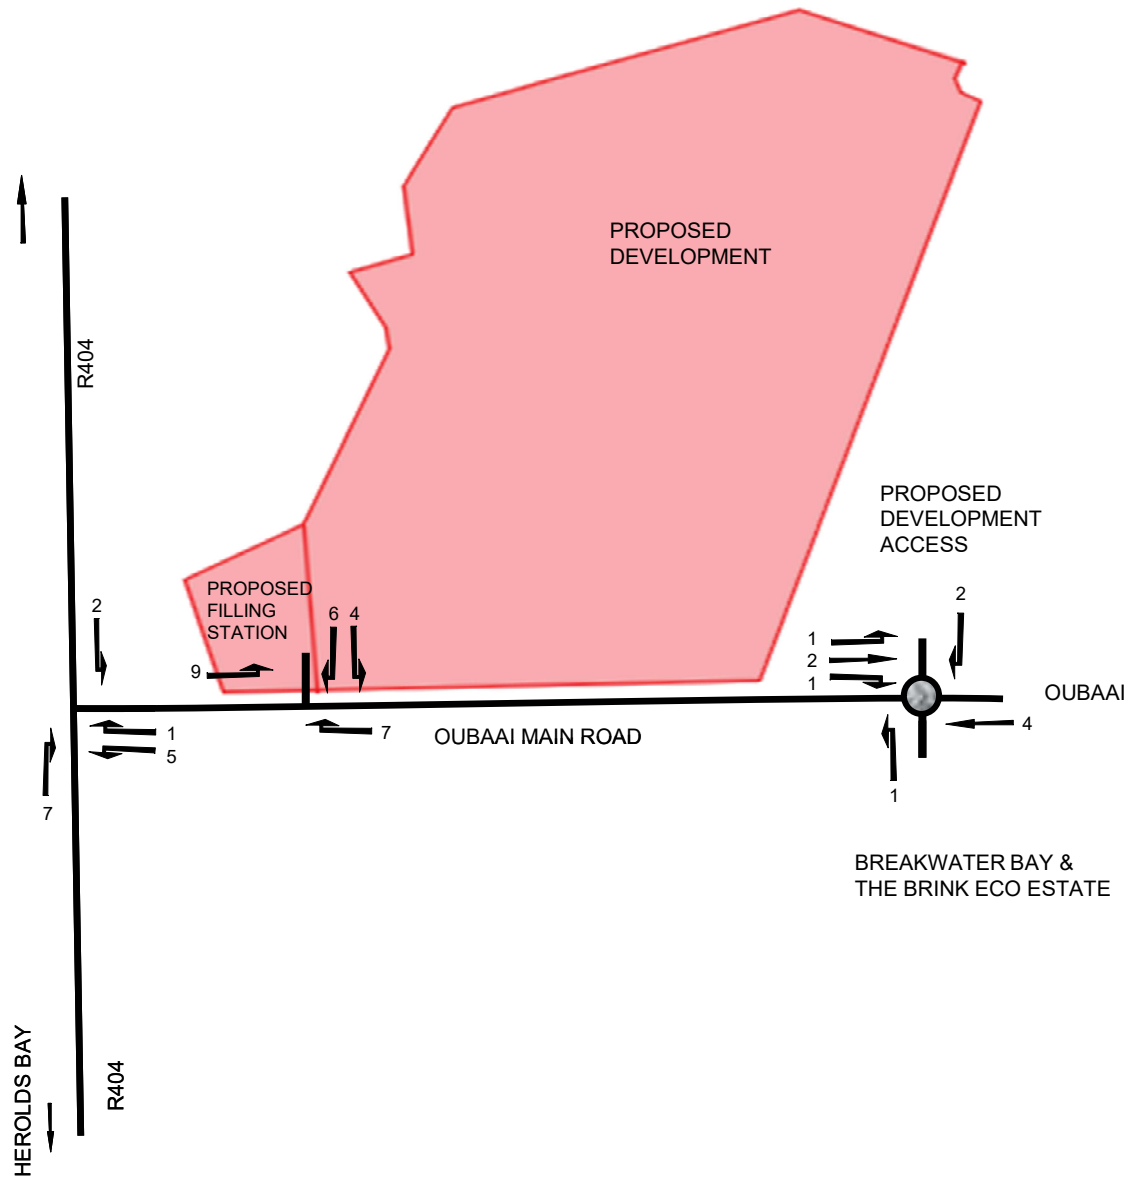 PROPOSED
DEVELOPMENT
R404
PROPOSED
DEVELOPMENT
ACCESS
PROPOSED
FILLING
STATION
2
6 4
2
9
1
2
1
OUBAAI
1
5
7
OUBAAI MAIN ROAD
4
7
1
BREAKWATER BAY &
THE BRINK ECO ESTATE
HEROLDS BAY
R404